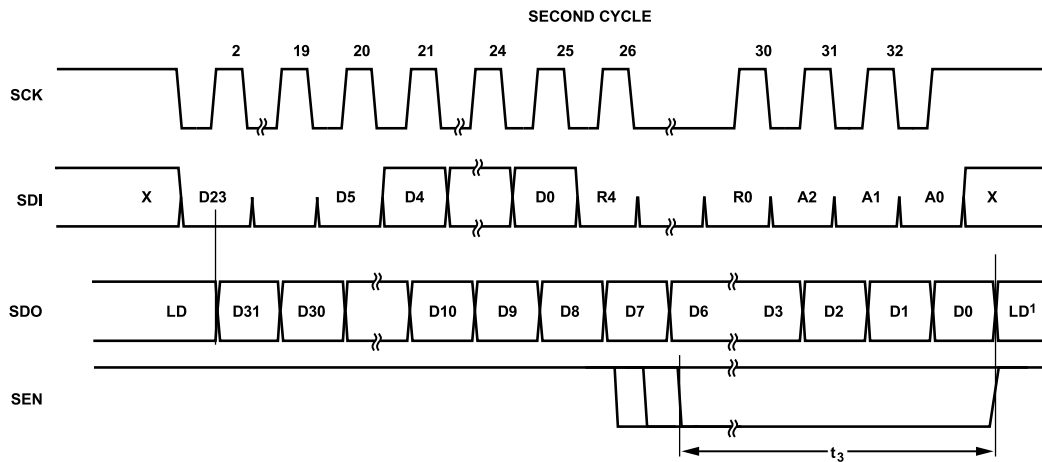 SECOND CYCLE
2 19 20 21 24 25 26 30 31 32
SCK
SDI X D23 D5 D4 D0 R4 R0 A2 A1 A0 X
SDO LD D31 D30 D10 D9 D8 D7 D6 D3 D2 D1 D0 LD¹
SEN
t₃